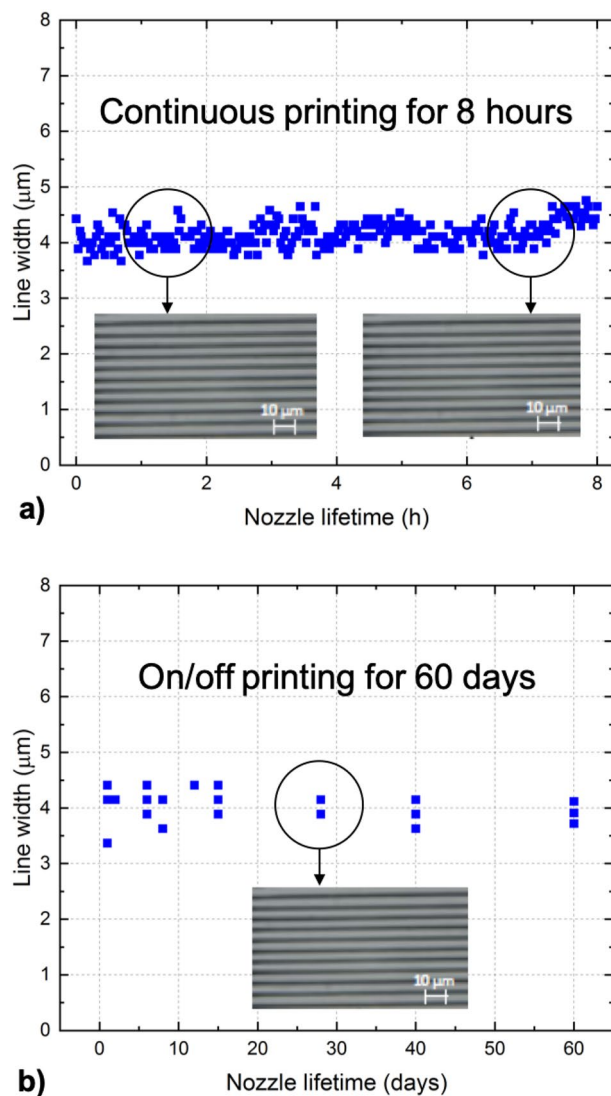 8
7
6
5
4
3
2
1
0
Line width (μm)
Continuous printing for 8 hours
10 μm
10 μm
0 2 4 6 8
Nozzle lifetime (h)
a)
8
7
6
5
4
3
2
1
0
Line width (μm)
On/off printing for 60 days
10 μm
0 10 20 30 40 50 60
Nozzle lifetime (days)
b)